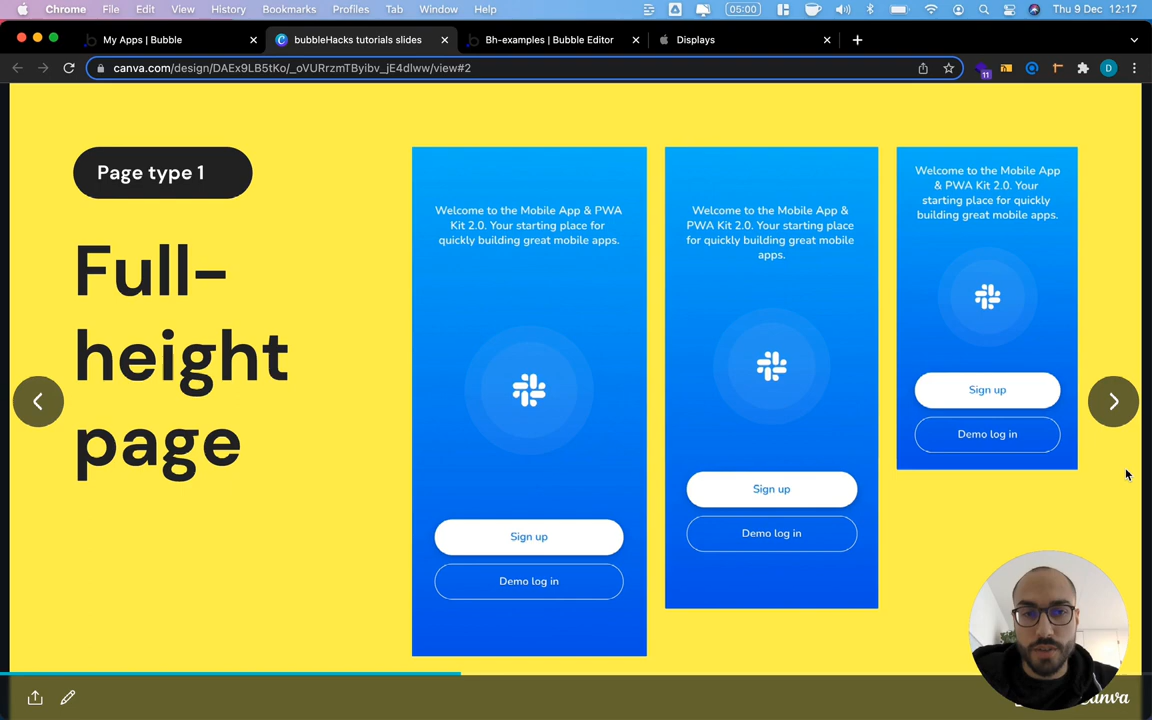 Chrome File Edit View History Bookmarks Profiles Tab Window Help 05:00 Thu 9 Dec 12:17
My Apps | Bubble
bubbleHacks tutorials slides
Bh-examples | Bubble Editor
Displays
canva.com/design/DAEx9LB5tKo/_oVURrzmTByibv_jE4dlww/view#2
11
D
Page type 1
Full-
height
page
Welcome to the Mobile App & PWA
Kit 2.0. Your starting place for
quickly building great mobile apps.
Sign up
Demo log in
Welcome to the Mobile App &
PWA Kit 2.0. Your starting place
for quickly building great mobile
apps.
Sign up
Demo log in
Welcome to the Mobile App
& PWA Kit 2.0. Your
starting place for quickly
building great mobile apps.
Sign up
Demo log in